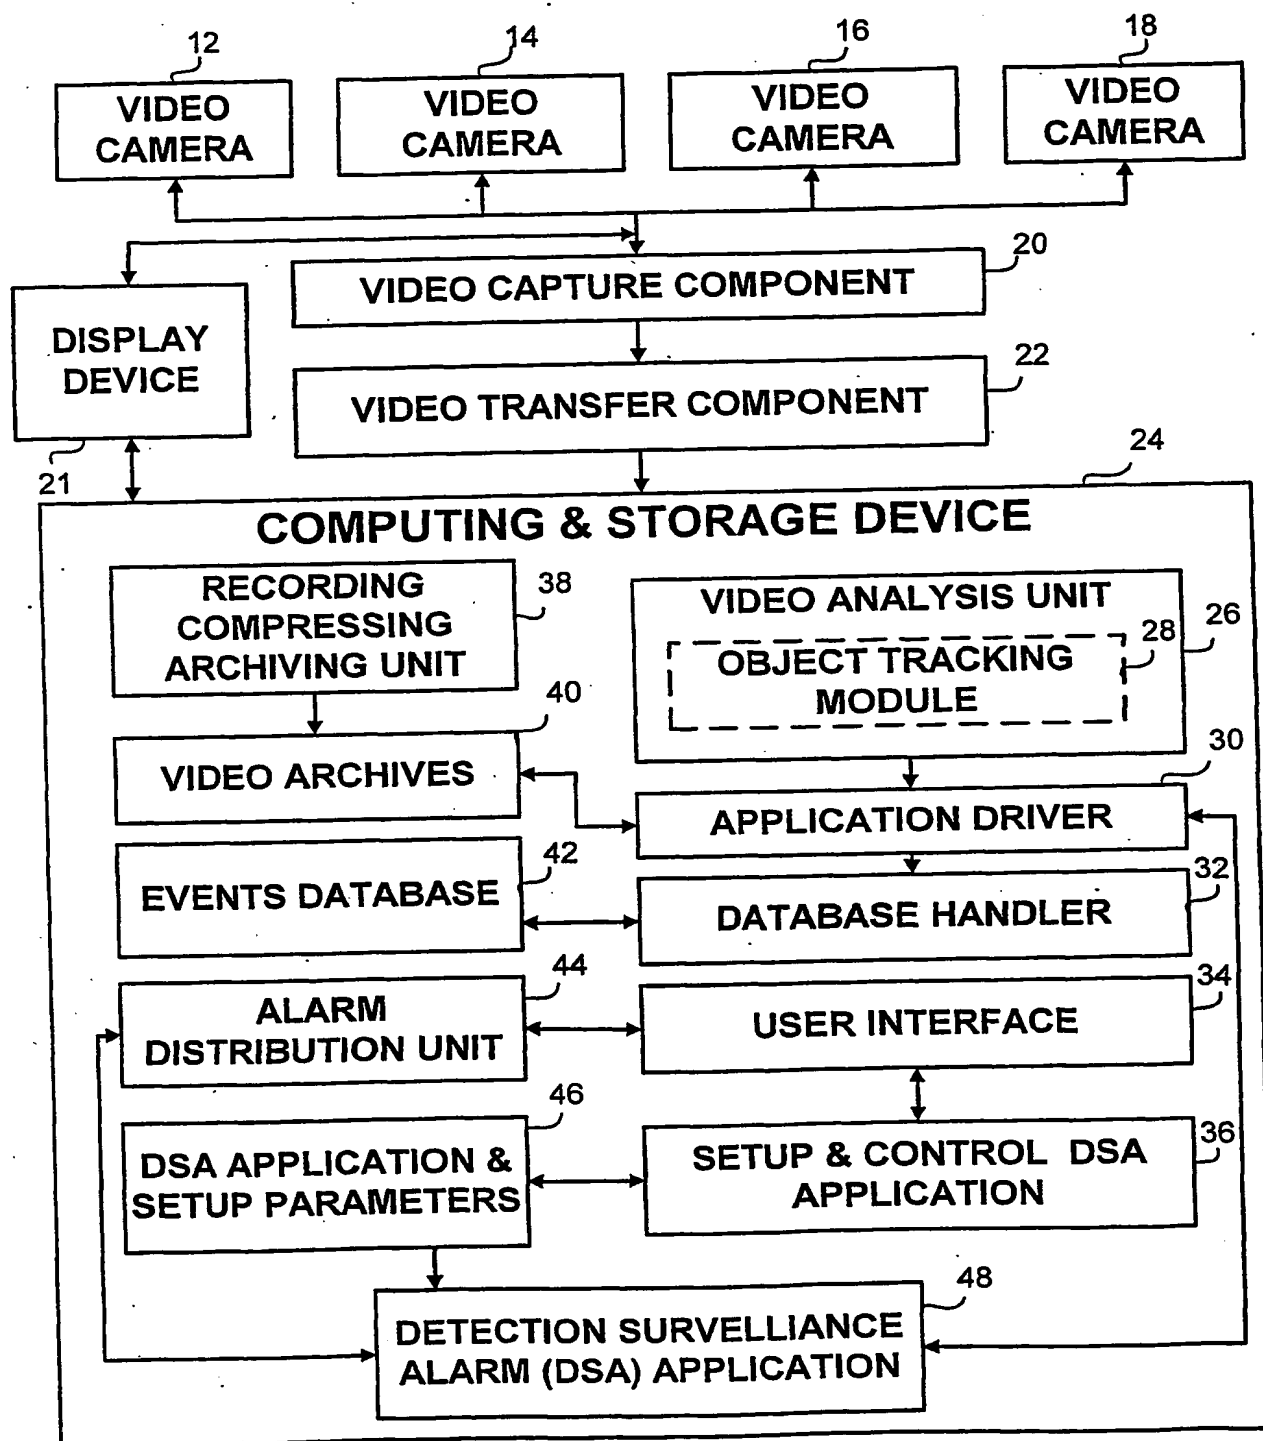 12
14
16
18
VIDEO
CAMERA
VIDEO
CAMERA
VIDEO
CAMERA
VIDEO
CAMERA
20
VIDEO CAPTURE COMPONENT
DISPLAY
DEVICE
21
22
VIDEO TRANSFER COMPONENT
24
COMPUTING & STORAGE DEVICE
RECORDING
COMPRESSING
ARCHIVING UNIT
38
VIDEO ANALYSIS UNIT
26
OBJECT TRACKING
MODULE
28
40
VIDEO ARCHIVES
30
APPLICATION DRIVER
42
EVENTS DATABASE
32
DATABASE HANDLER
44
ALARM
DISTRIBUTION UNIT
34
USER INTERFACE
46
DSA APPLICATION &
SETUP PARAMETERS
36
SETUP & CONTROL DSA
APPLICATION
48
DETECTION SURVELLIANCE
ALARM (DSA) APPLICATION